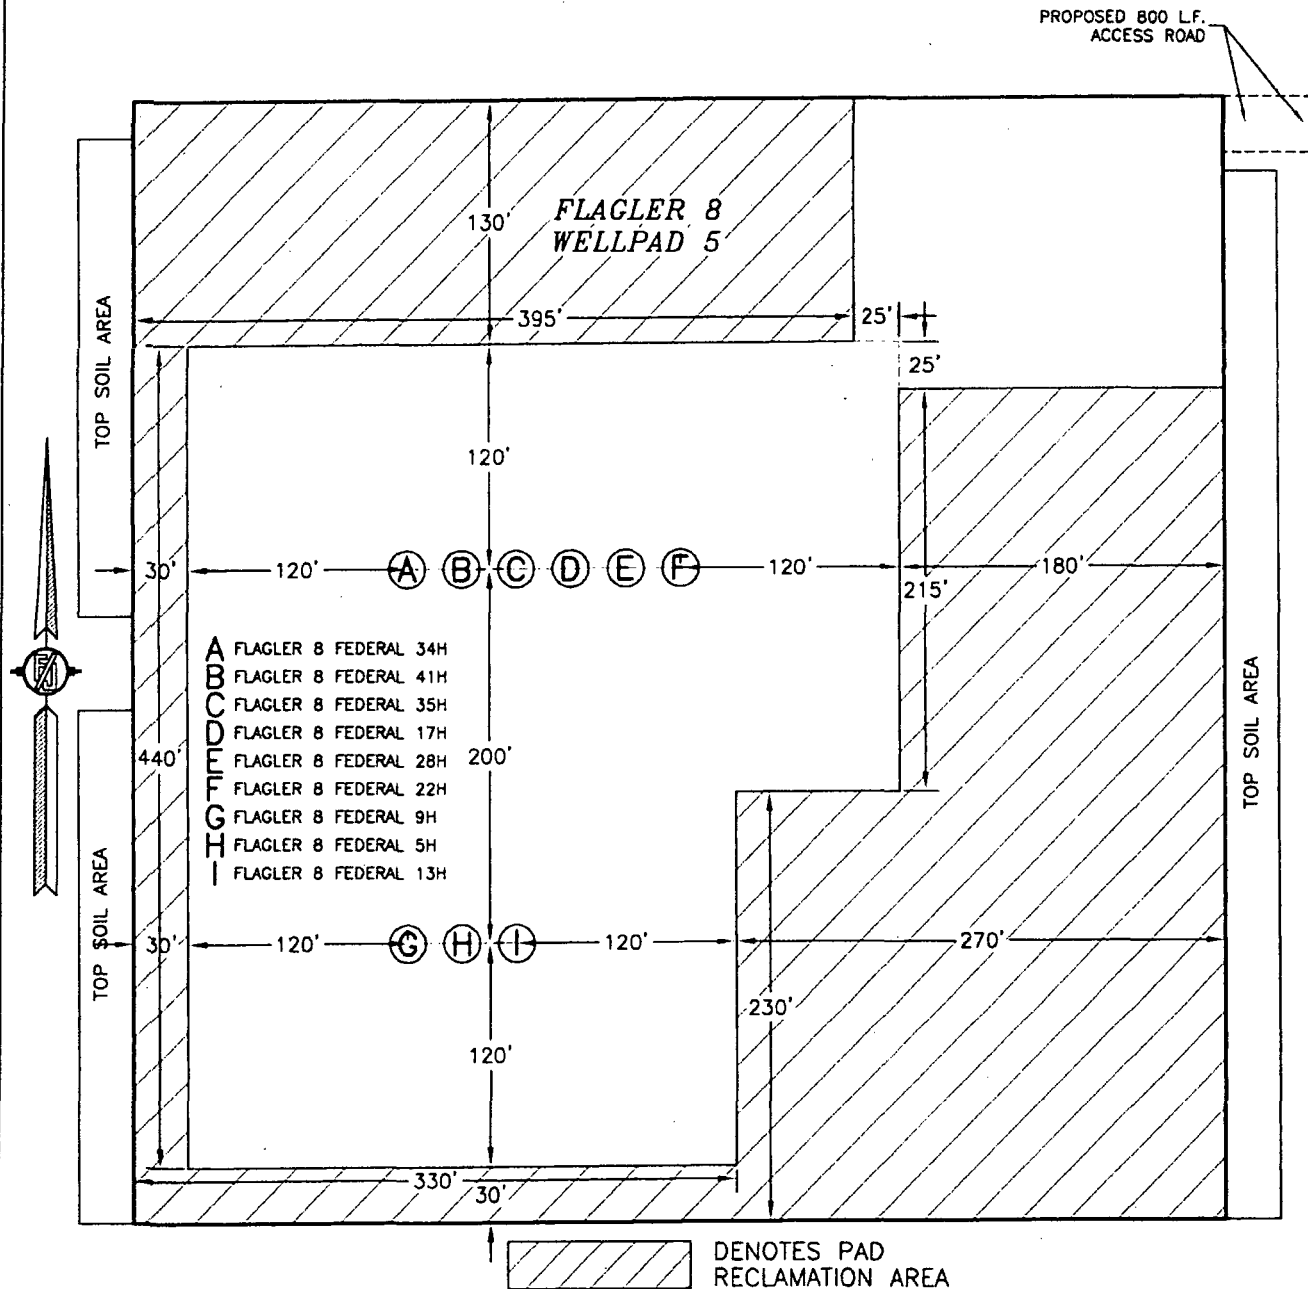 PROPOSED 800 L.F.
ACCESS ROAD
FLAGLER 8
WELLPAD 5
130'
395'
25'
25'
TOP SOIL AREA
120'
30'
120'
A B C D E F
120'
180'
215'
A FLAGLER 8 FEDERAL 34H
B FLAGLER 8 FEDERAL 41H
C FLAGLER 8 FEDERAL 35H
D FLAGLER 8 FEDERAL 17H
E FLAGLER 8 FEDERAL 28H
F FLAGLER 8 FEDERAL 22H
G FLAGLER 8 FEDERAL 9H
H FLAGLER 8 FEDERAL 5H
I FLAGLER 8 FEDERAL 13H
440'
200'
TOP SOIL AREA
TOP SOIL AREA
30'
120'
G H I
120'
270'
230'
120'
330'
30'
DENOTES PAD
RECLAMATION AREA